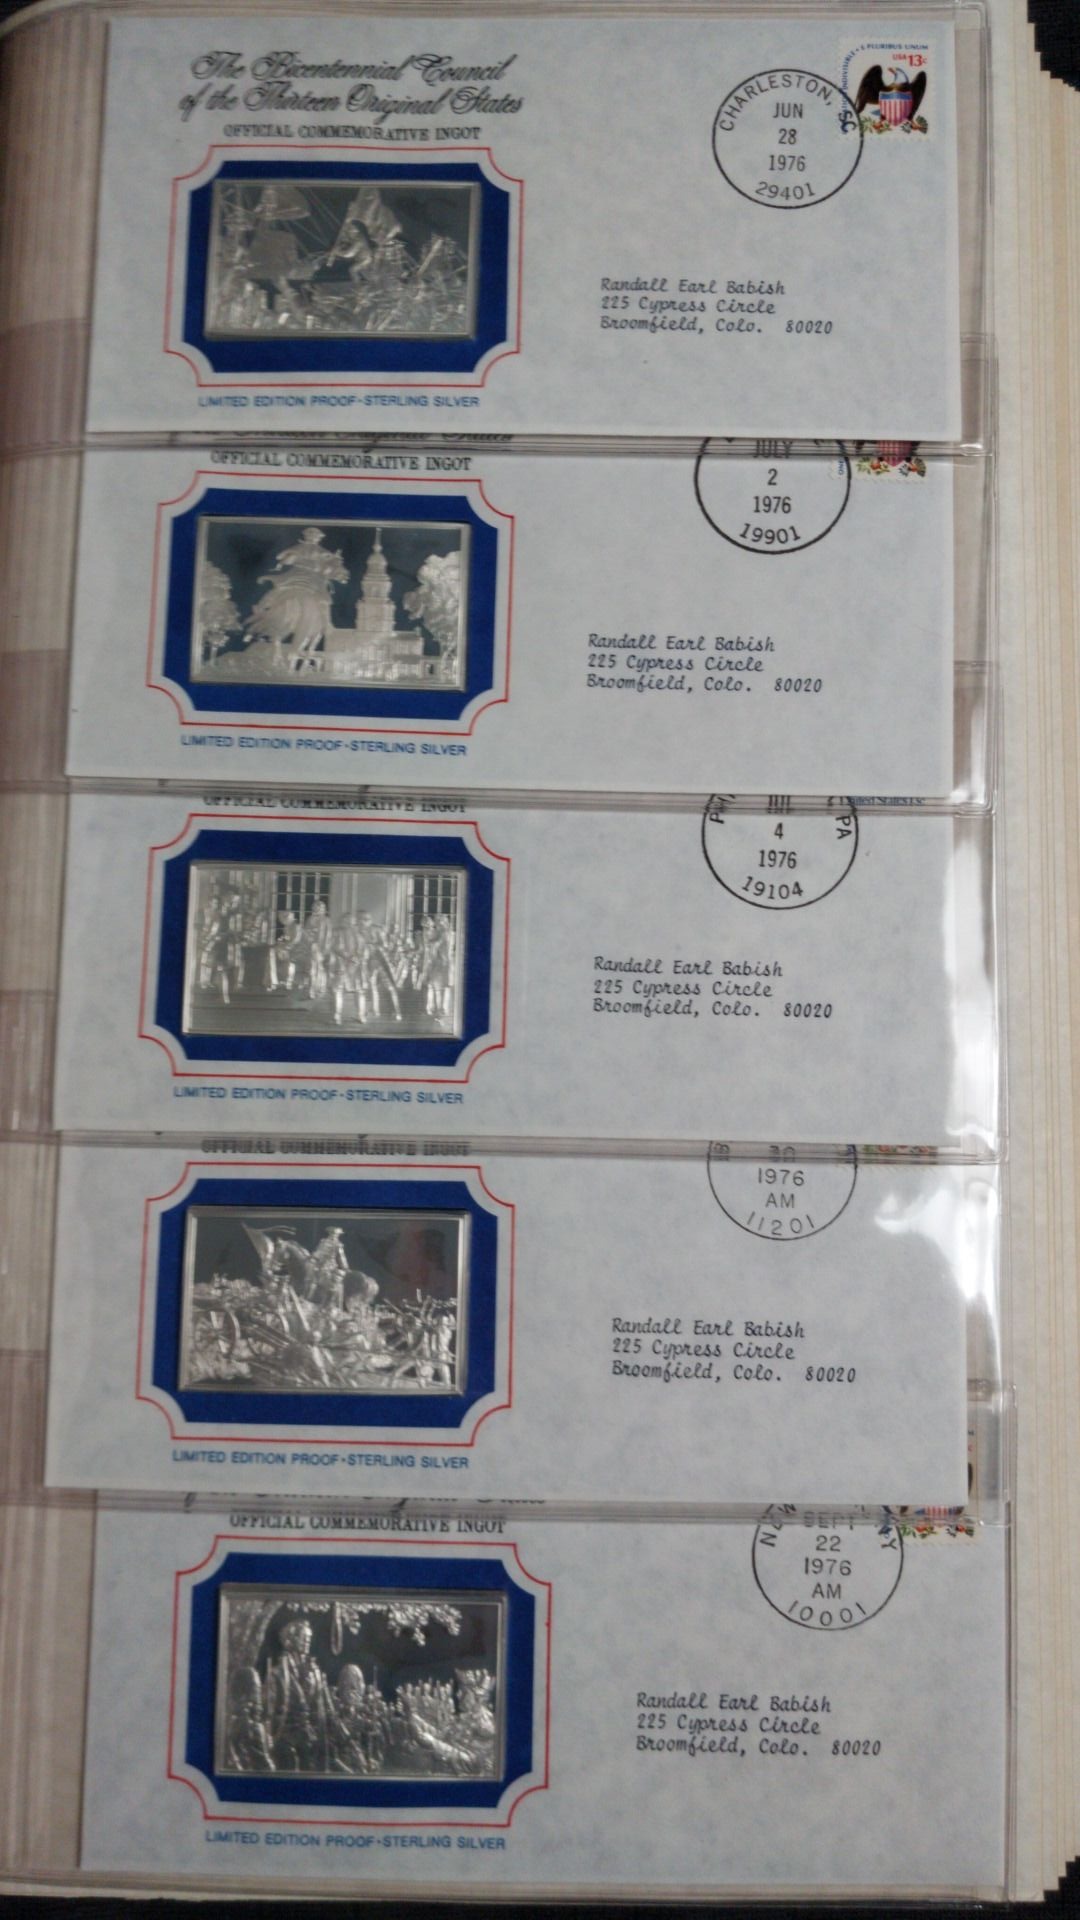 The Bicentennial Council
of the Thirteen Original States
OFFICIAL COMMEMORATIVE INGOT
LIMITED EDITION PROOF-STERLING SILVER
CHARLESTON, SC
JUN
28
1976
29401
E PLURIBUS UNUM
USA 13c
Randall Earl Babish
225 Cypress Circle
Broomfield, Colo. 80020
OFFICIAL COMMEMORATIVE INGOT
LIMITED EDITION PROOF-STERLING SILVER
JULY
2
1976
19901
Randall Earl Babish
225 Cypress Circle
Broomfield, Colo. 80020
OFFICIAL COMMEMORATIVE INGOT
LIMITED EDITION PROOF-STERLING SILVER
PA
4
1976
19104
United States 13c
Randall Earl Babish
225 Cypress Circle
Broomfield, Colo. 80020
OFFICIAL COMMEMORATIVE INGOT
LIMITED EDITION PROOF-STERLING SILVER
1976
AM
11201
Randall Earl Babish
225 Cypress Circle
Broomfield, Colo. 80020
OFFICIAL COMMEMORATIVE INGOT
LIMITED EDITION PROOF-STERLING SILVER
SEPT
22
1976
AM
10001
Randall Earl Babish
225 Cypress Circle
Broomfield, Colo. 80020